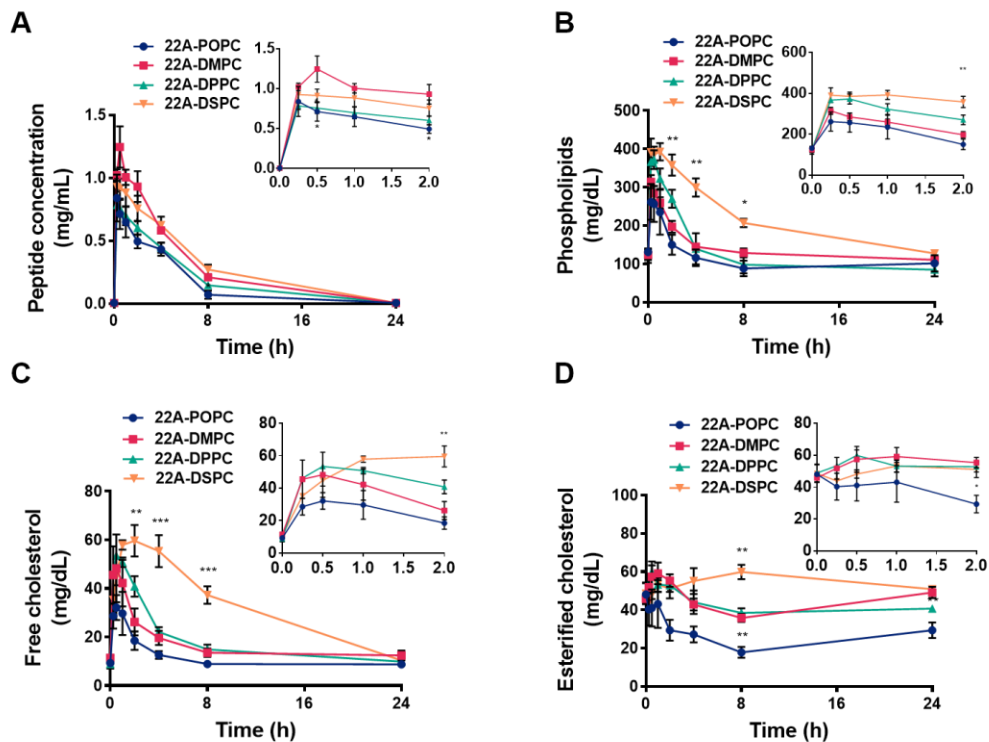 A
22A-POPC
22A-DMPC
22A-DPPC
22A-DSPC
Peptide concentration
(mg/mL)
1.5
1.0
0.5
0.0
0
8
16
24
Time (h)
1.5
1.0
0.5
0.0
0.0
0.5
1.0
1.5
2.0
*
*
B
22A-POPC
22A-DMPC
22A-DPPC
22A-DSPC
Phospholipids
(mg/dL)
500
400
300
200
100
0
0
8
16
24
Time (h)
**
**
*
600
400
200
0
0.0
0.5
1.0
1.5
2.0
**
C
22A-POPC
22A-DMPC
22A-DPPC
22A-DSPC
Free cholesterol
(mg/dL)
80
60
40
20
0
0
8
16
24
Time (h)
**
***
***
80
60
40
20
0
0.0
0.5
1.0
1.5
2.0
**
D
22A-POPC
22A-DMPC
22A-DPPC
22A-DSPC
Esterified cholesterol
(mg/dL)
100
80
60
40
20
0
0
8
16
24
Time (h)
**
**
*
80
60
40
20
0
0.0
0.5
1.0
1.5
2.0
*